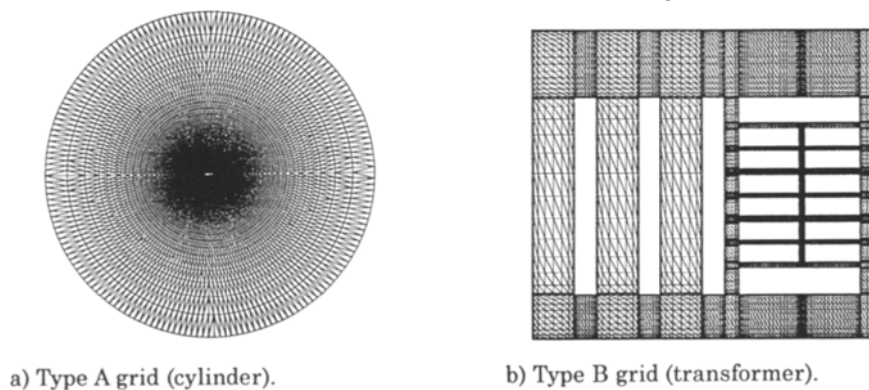 a) Type A grid (cylinder).
b) Type B grid (transformer).